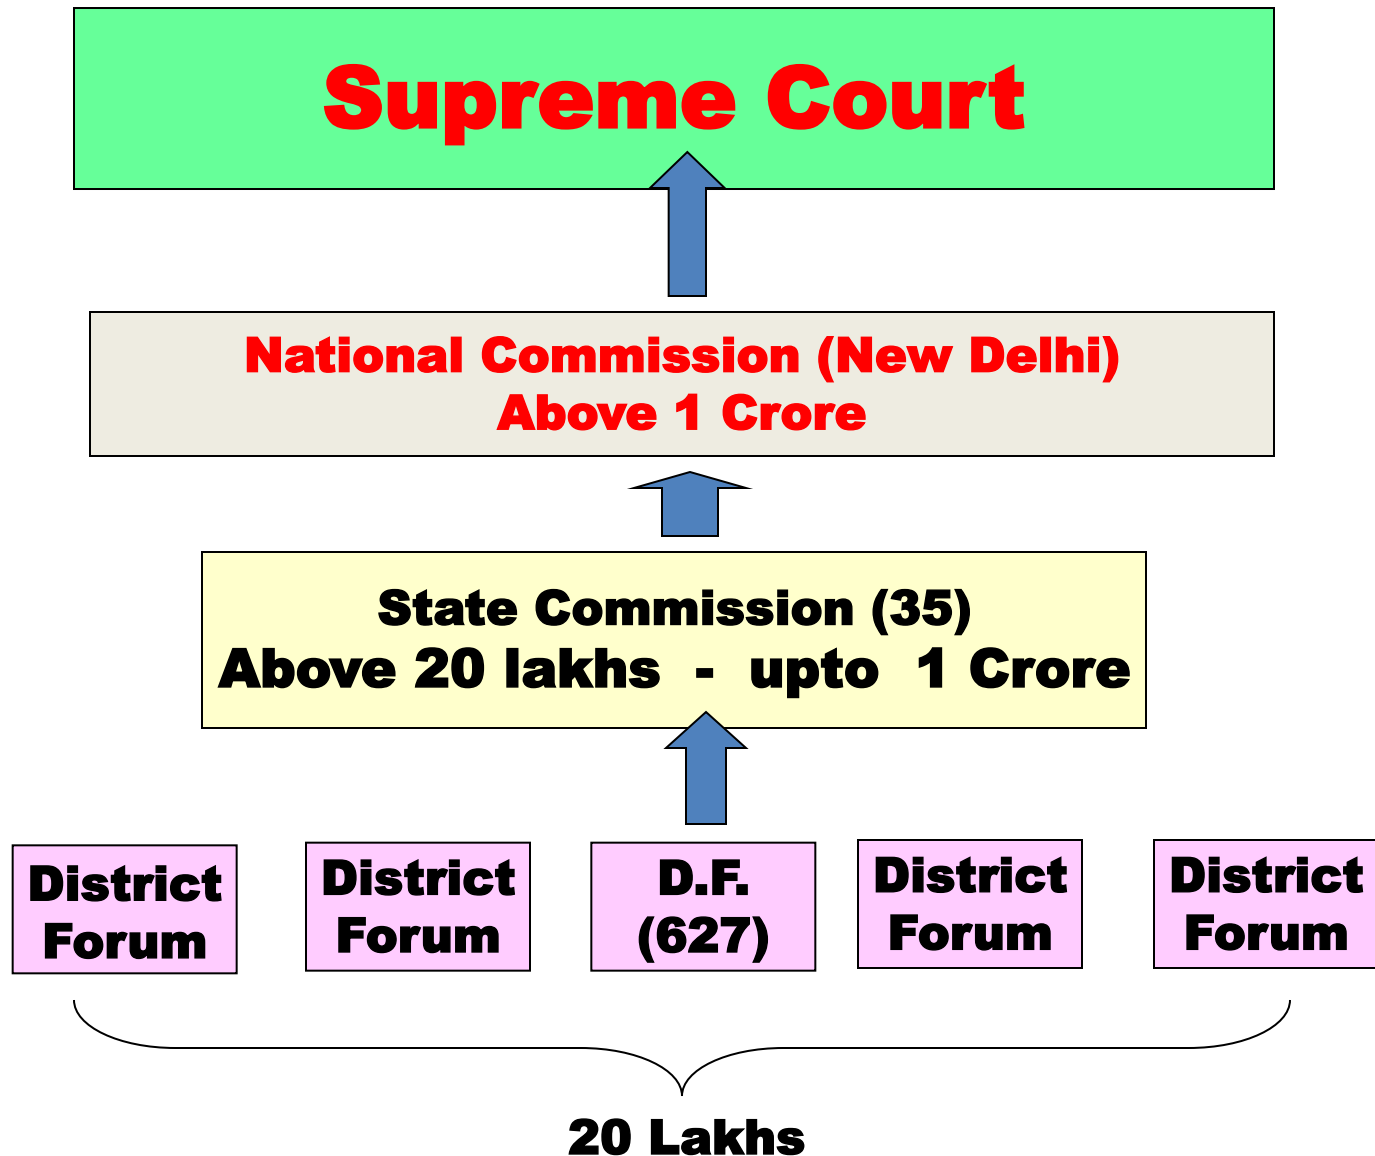 Supreme Court
National Commission (New Delhi)
Above 1 Crore
State Commission (35)
Above 20 lakhs - upto 1 Crore
District
Forum
District
Forum
D.F.
(627)
District
Forum
District
Forum
20 Lakhs